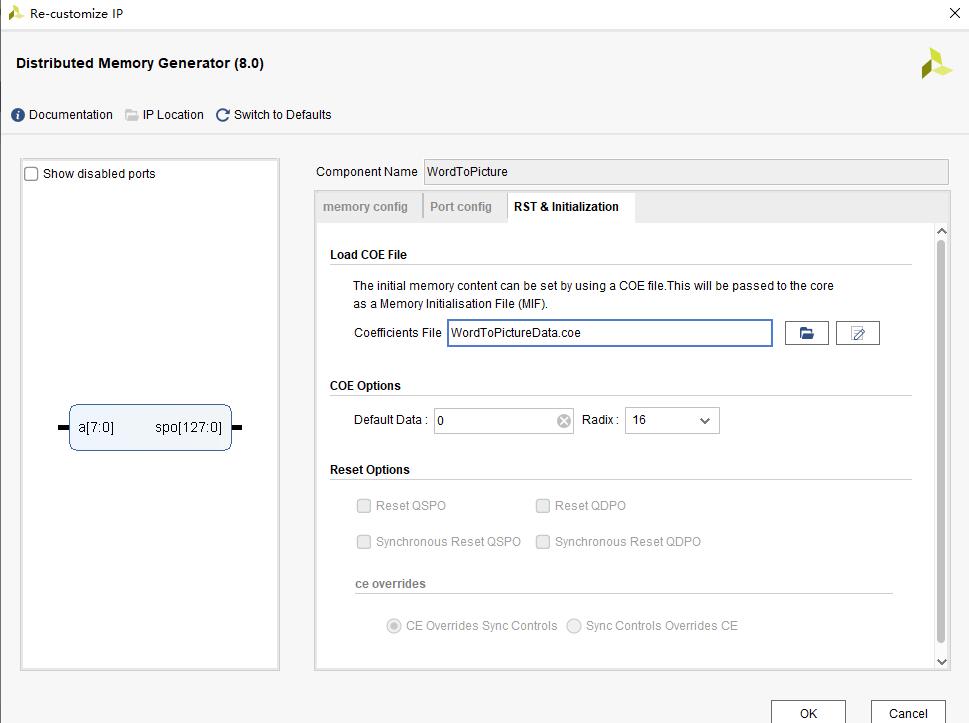 Re-customize IP
Distributed Memory Generator (8.0)
Documentation IP Location Switch to Defaults
Show disabled ports
a[7:0] spo[127:0]
Component Name WordToPicture
memory config Port config RST & Initialization
Load COE File
The initial memory content can be set by using a COE file.This will be passed to the core
as a Memory Initialisation File (MIF).
Coefficients File WordToPictureData.coe
COE Options
Default Data : 0 Radix : 16
Reset Options
Reset QSPO Reset QDPO
Synchronous Reset QSPO Synchronous Reset QDPO
ce overrides
CE Overrides Sync Controls Sync Controls Overrides CE
OK Cancel